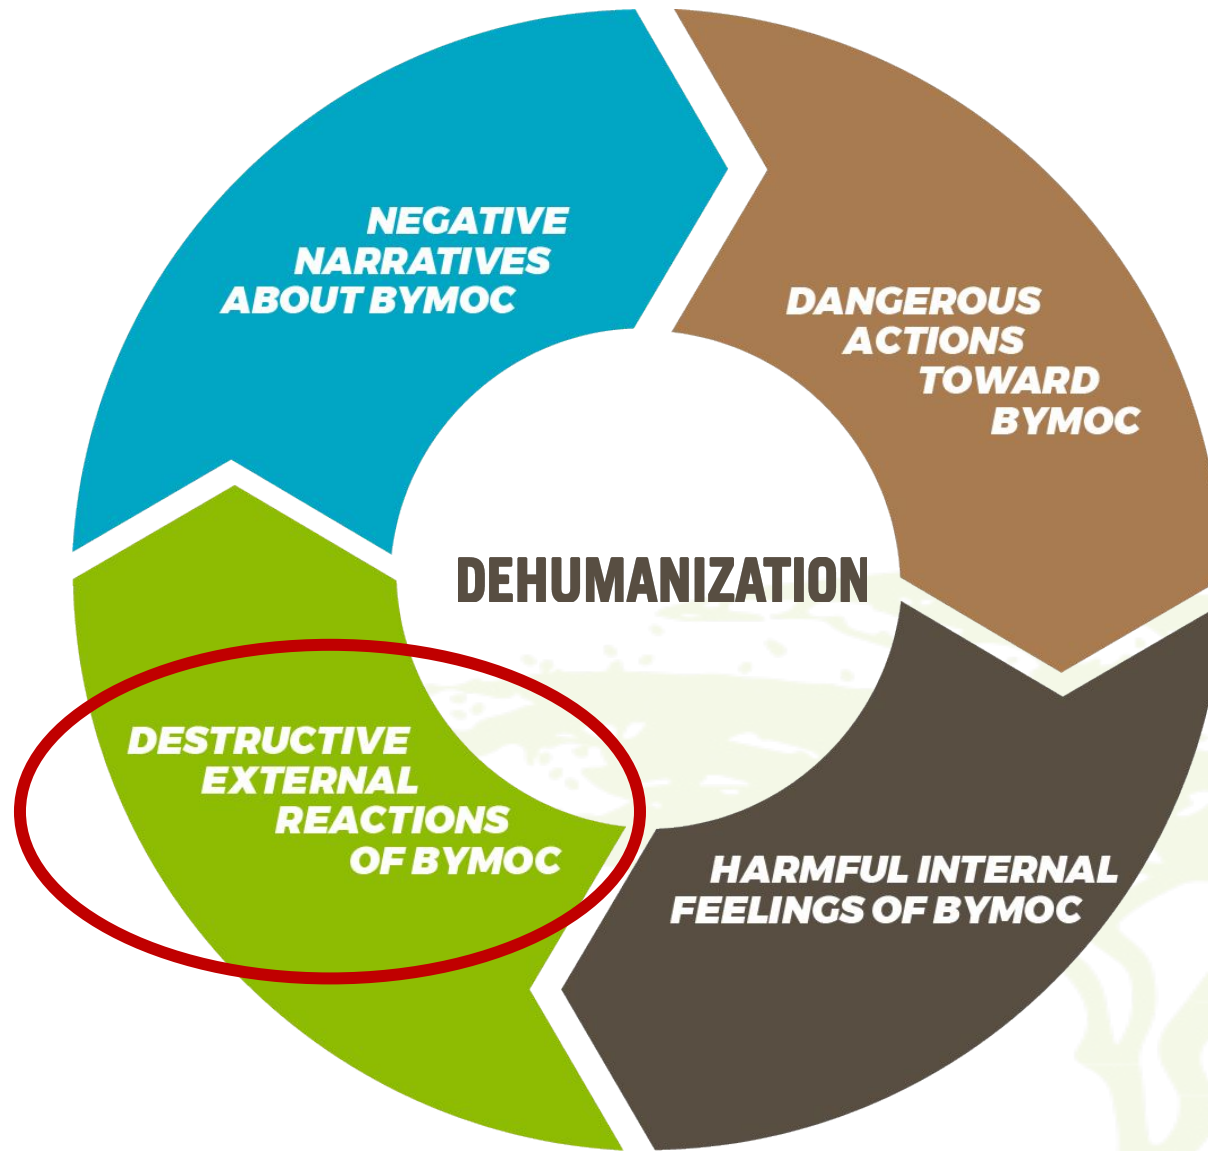 NEGATIVE
NARRATIVES
ABOUT BYMOC
DANGEROUS
ACTIONS
TOWARD
BYMOC
DEHUMANIZATION
DESTRUCTIVE
EXTERNAL
REACTIONS
OF BYMOC
HARMFUL INTERNAL
FEELINGS OF BYMOC